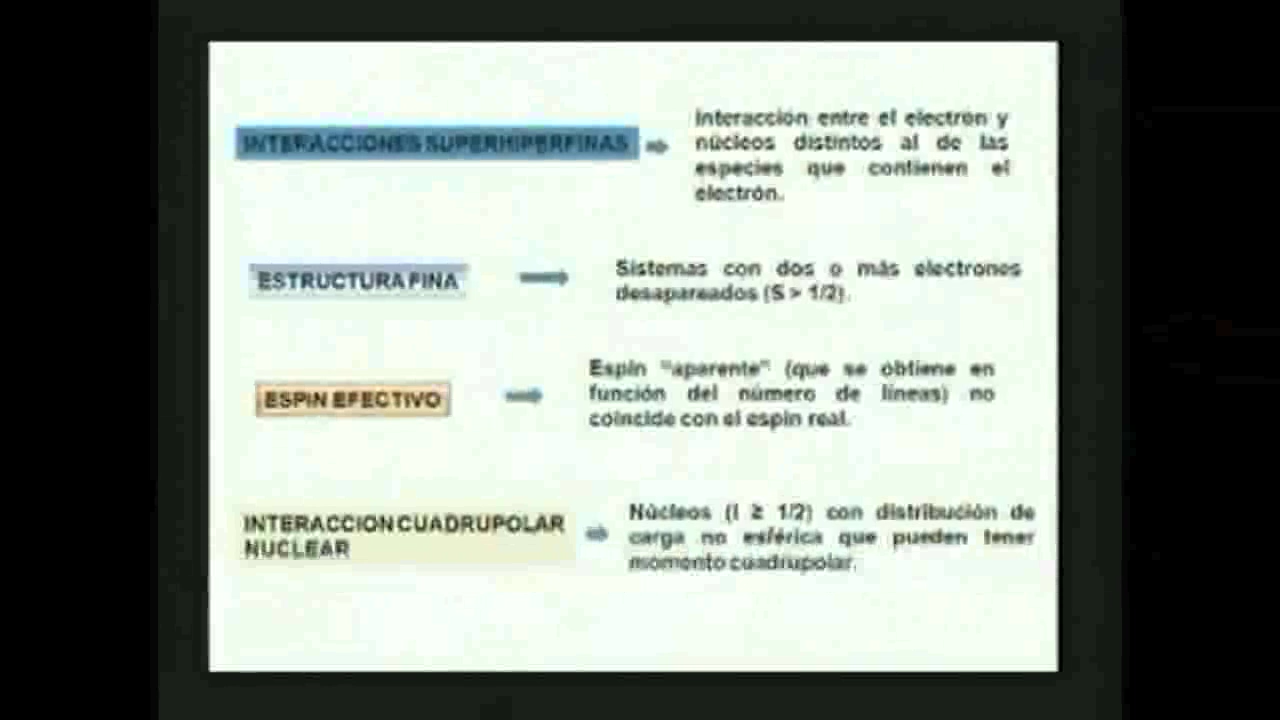 INTERACCIONES SUPERHIPERFINAS
Interacción entre el electrón y
núcleos distintos al de las
especies que contienen el
electrón.
ESTRUCTURA FINA
Sistemas con dos o más electrones
desapareados (S > 1/2).
ESPIN EFECTIVO
Espín "aparente" (que se obtiene en
función del número de líneas) no
coincide con el espín real.
INTERACCION CUADRUPOLAR
NUCLEAR
Núcleos (I ≥ 1/2) con distribución de
carga no esférica que pueden tener
momento cuadrupolar.